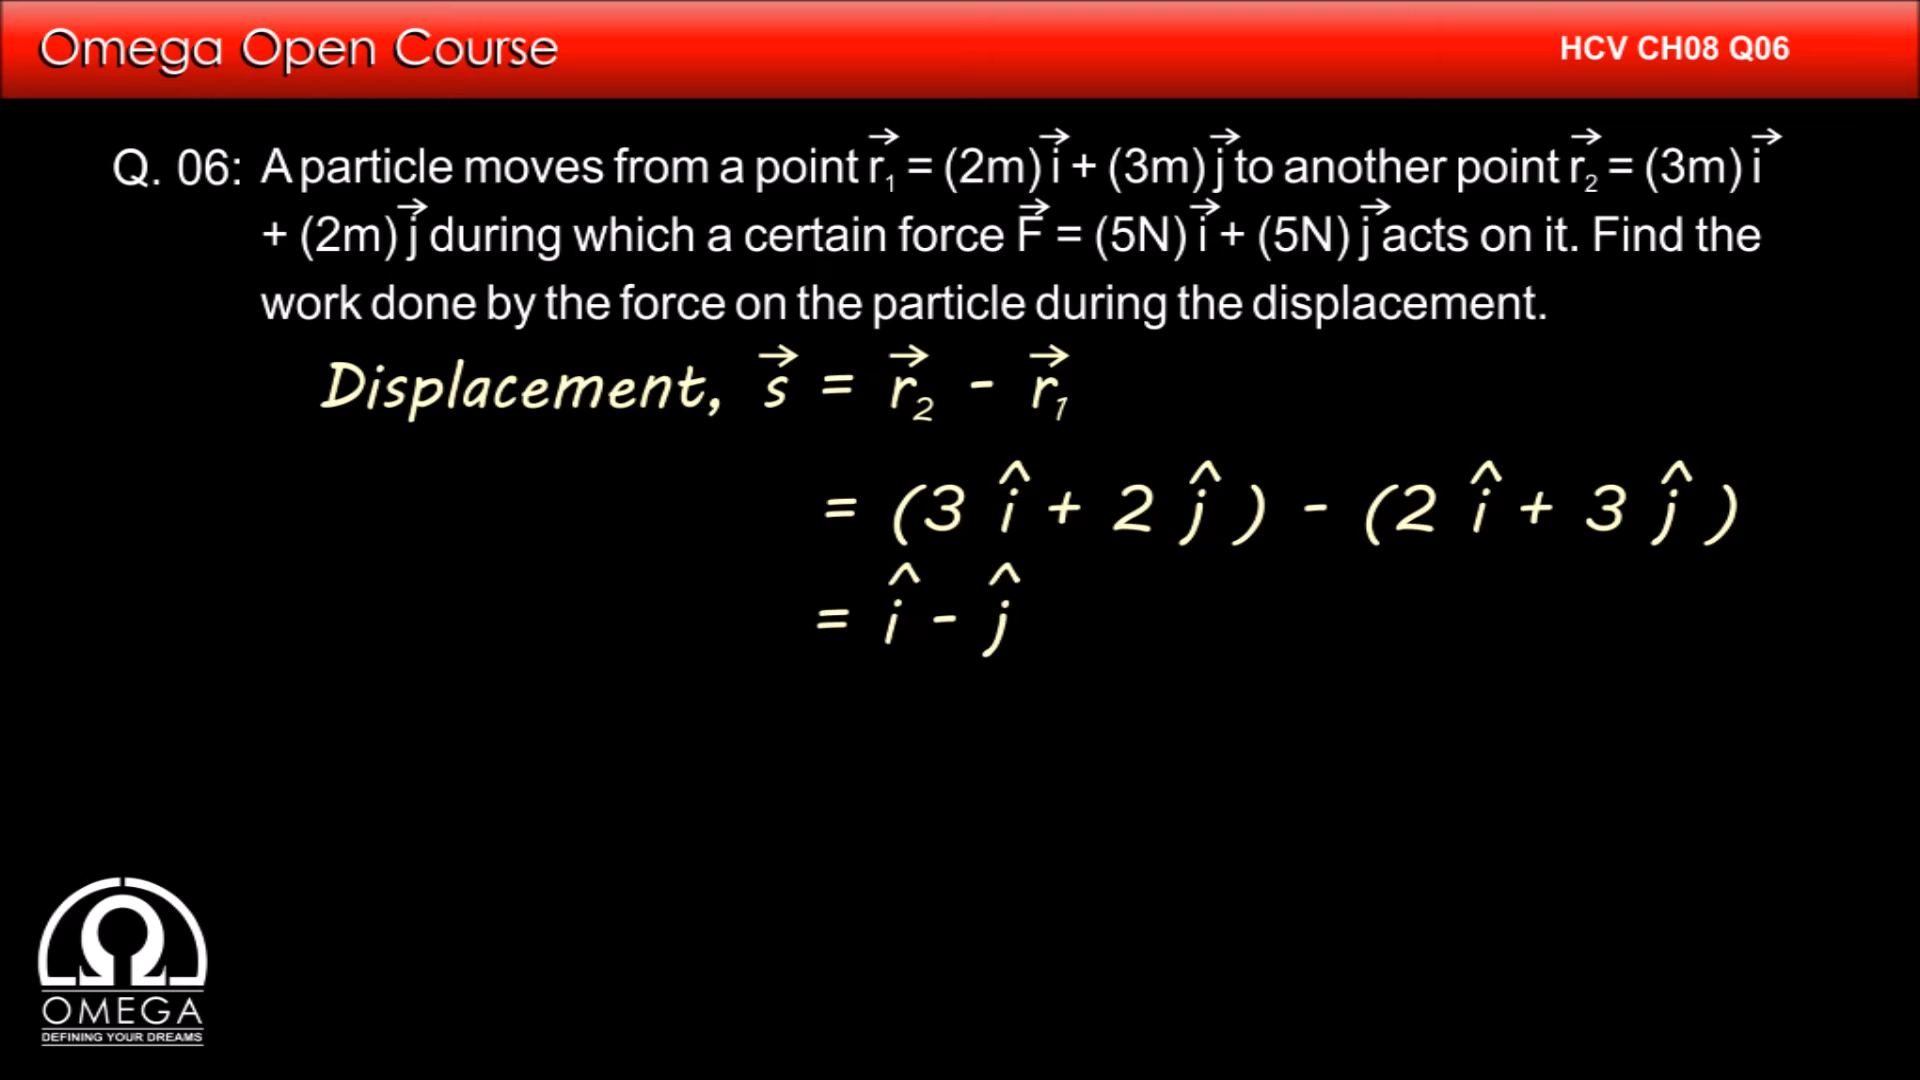 Omega Open Course
HCV CH08 Q06
Q. 06: A particle moves from a point r⃗₁ = (2m) i⃗ + (3m) j⃗ to another point r⃗₂ = (3m) i⃗
+ (2m) j⃗ during which a certain force F⃗ = (5N) i⃗ + (5N) j⃗ acts on it. Find the
work done by the force on the particle during the displacement.
Displacement, s⃗ = r⃗₂ - r⃗₁
= (3 î + 2 ĵ ) - (2 î + 3 ĵ )
= î - ĵ
OMEGA
DEFINING YOUR DREAMS